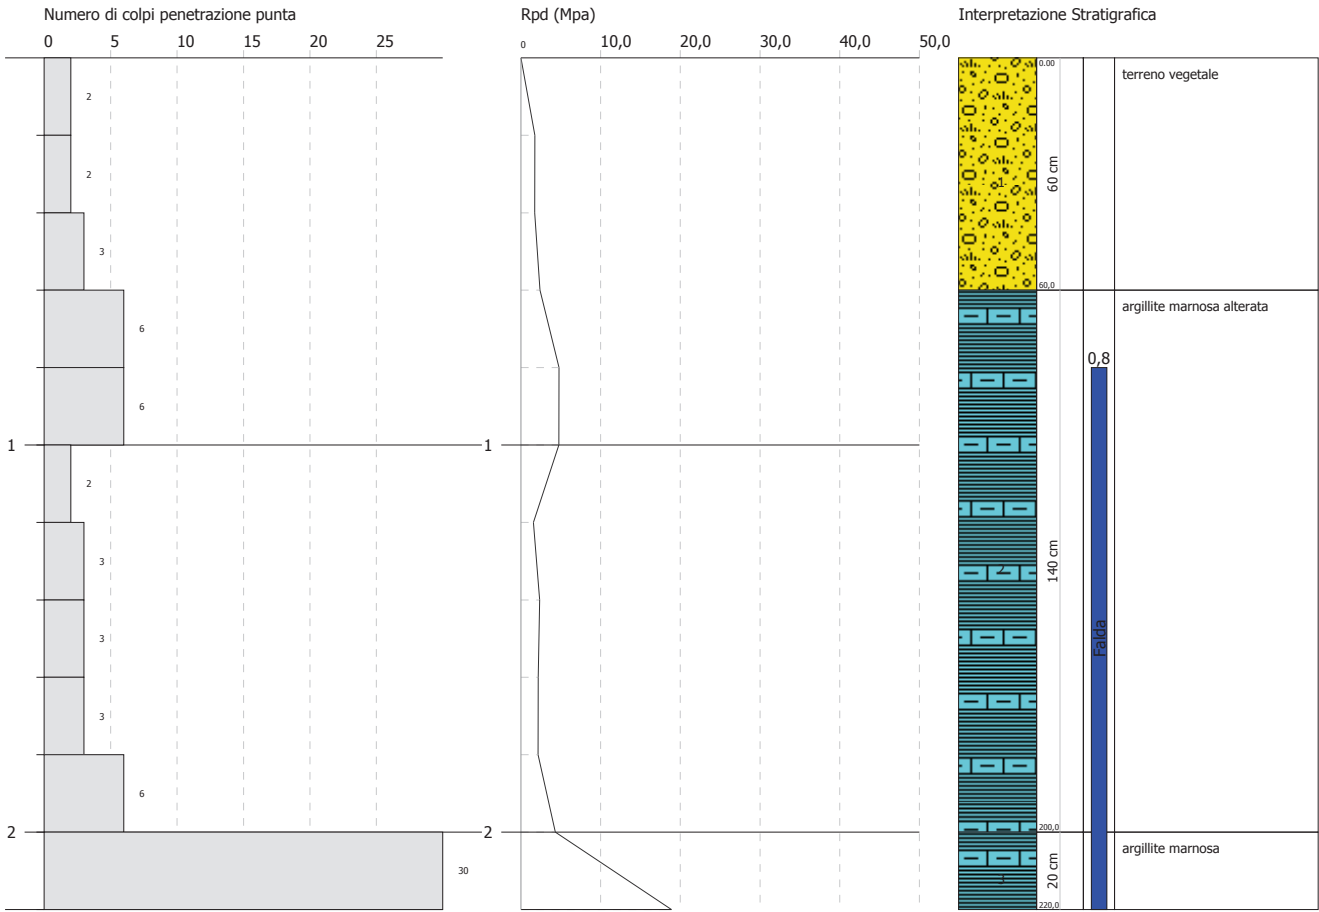 Numero di colpi penetrazione punta
Rpd (Mpa)
Interpretazione Stratigrafica
0 5 10 15 20 25
0 10,0 20,0 30,0 40,0 50,0
0.00
terreno vegetale
2
2
1
60 cm
3
60,0
argillite marnosa alterata
6
0,8
6
1
1
2
3
2
140 cm
3
Falda
3
6
2
2
200,0
argillite marnosa
30
3
20 cm
220,0